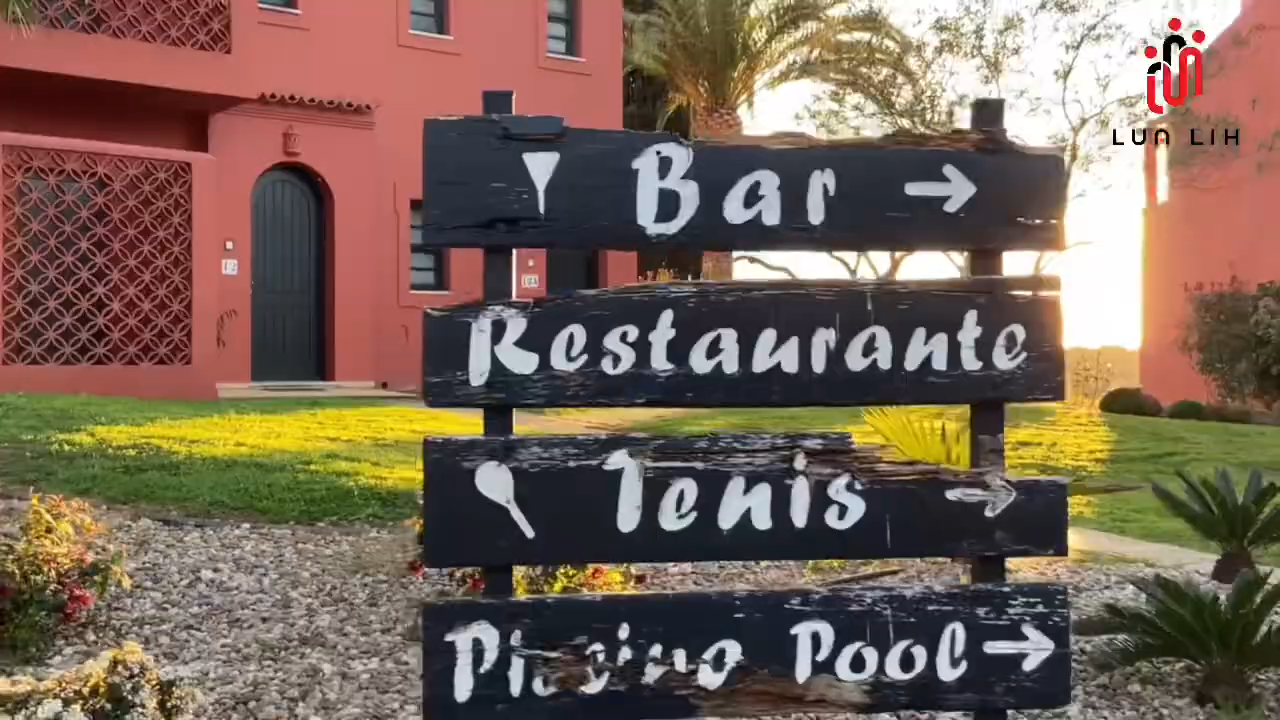 LUA LIH
Bar →
Restaurante
Tenis →
Pool →